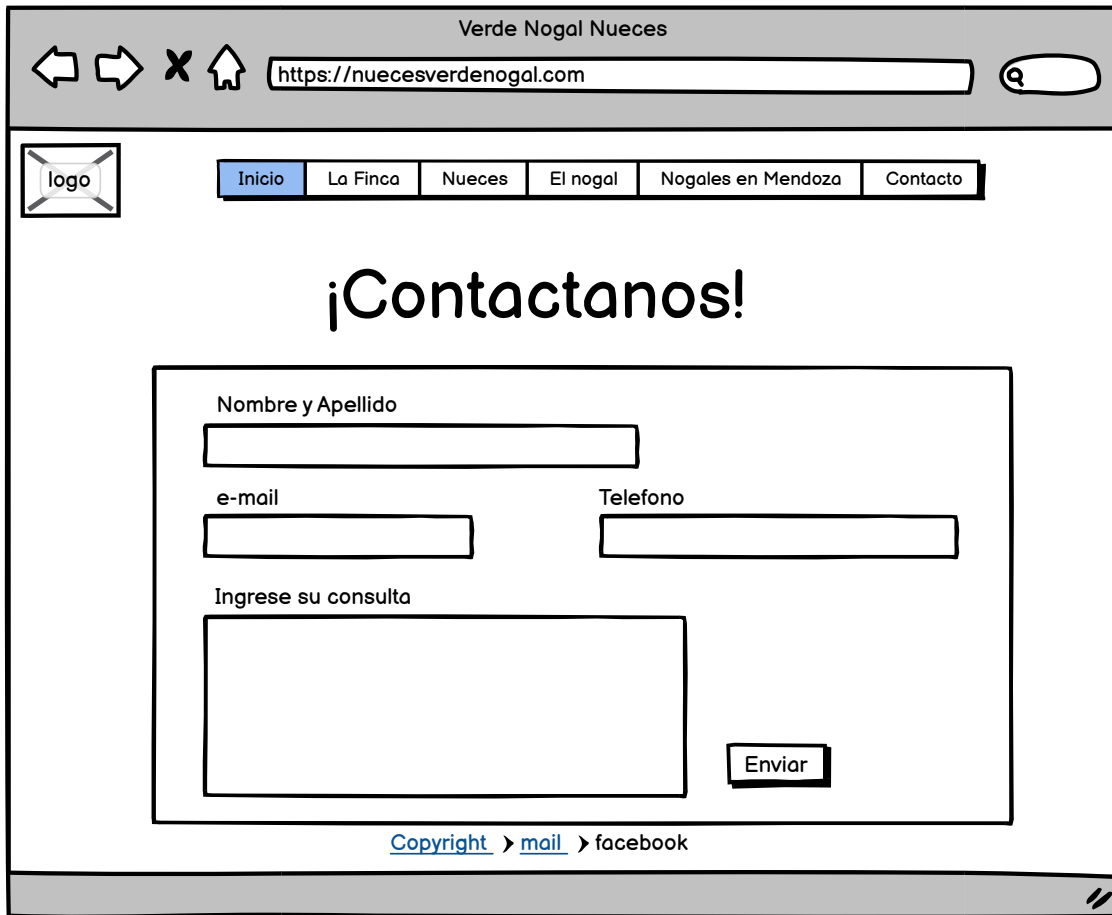 Verde Nogal Nueces
https://nuecesverdenogal.com
logo
Inicio La Finca Nueces El nogal Nogales en Mendoza Contacto
¡Contactanos!
Nombre y Apellido
e-mail Telefono
Ingrese su consulta
Enviar
Copyright mail facebook